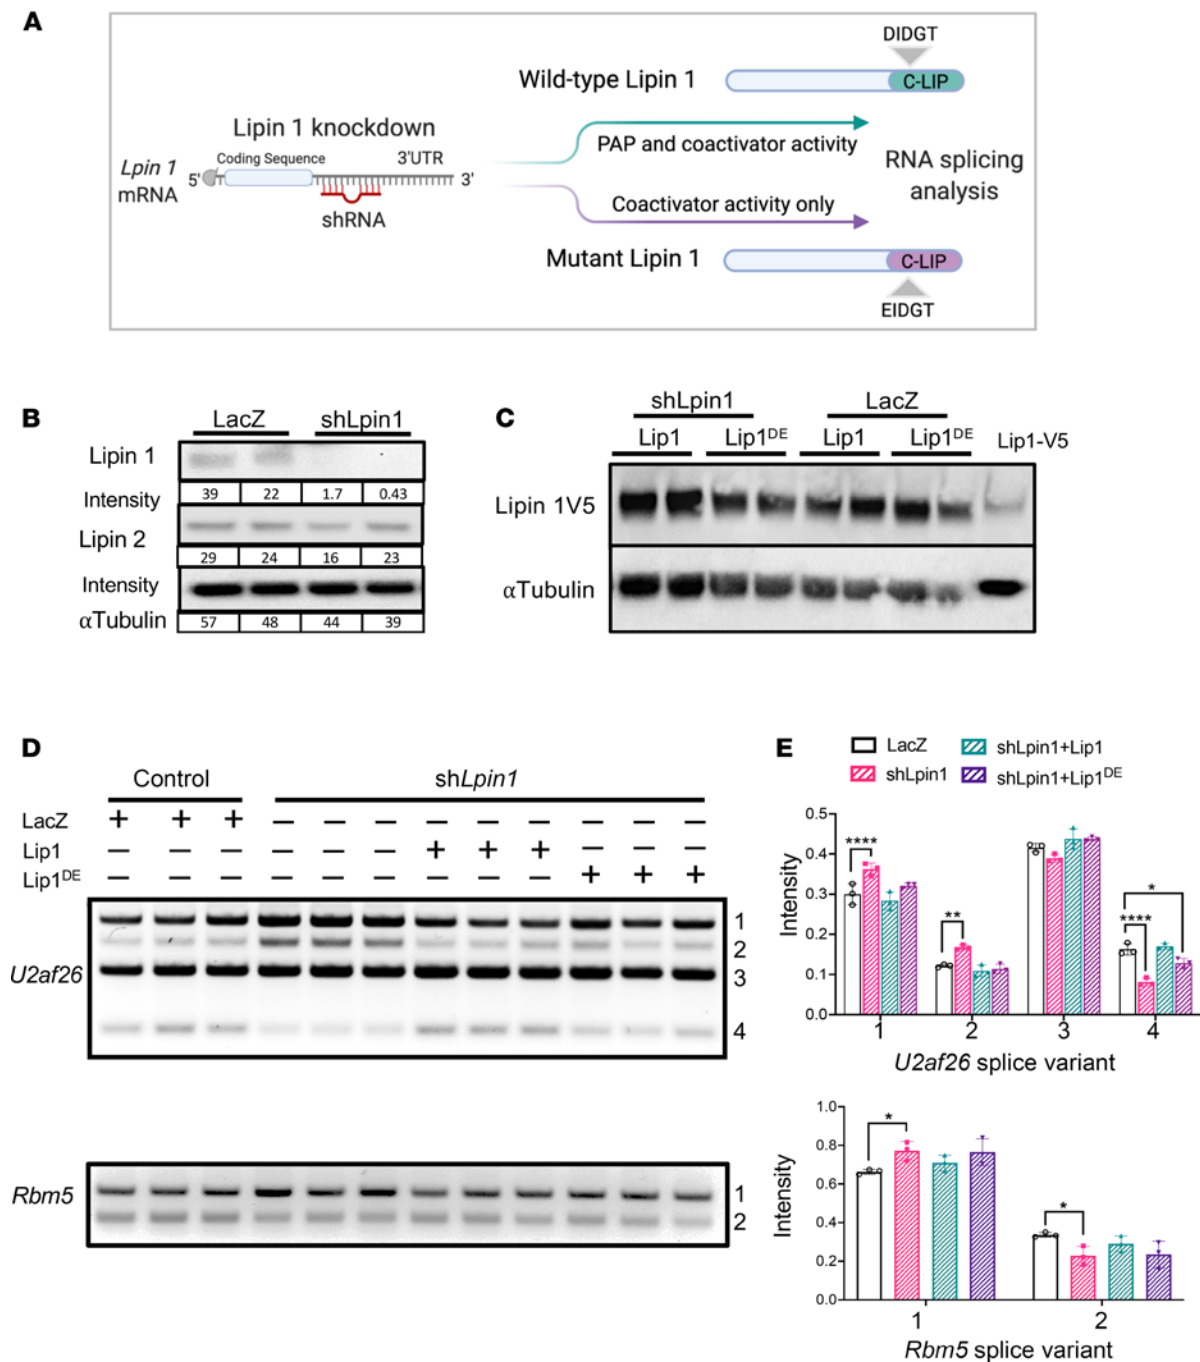 A
DIDGT
Wild-type Lipin 1
C-LIP
Lipin 1 knockdown
PAP and coactivator activity
Coding Sequence
3'UTR
Lpin 1
mRNA
5'
3'
shRNA
RNA splicing
analysis
Coactivator activity only
Mutant Lipin 1
C-LIP
EIDGT
B
LacZ shLpin1
Lipin 1
Intensity
39 22 1.7 0.43
Lipin 2
29 24 16 23
Intensity
αTubulin
57 48 44 39
C
shLpin1 LacZ
Lip1 Lip1DE Lip1 Lip1DE Lip1-V5
Lipin 1V5
αTubulin
D
Control shLpin1
LacZ + + + − − − − − − − − −
Lip1 − − − − − − + + + − − −
Lip1DE − − − − − − − − − + + +
1
2
U2af26
3
4
Rbm5
1
2
E
LacZ
shLpin1
shLpin1+Lip1
shLpin1+Lip1DE
0.5
0.4
0.3
0.2
0.1
0.0
Intensity
****
**
****
*
1 2 3 4
U2af26 splice variant
1.0
0.8
0.6
0.4
0.2
0.0
Intensity
*
*
1 2
Rbm5 splice variant